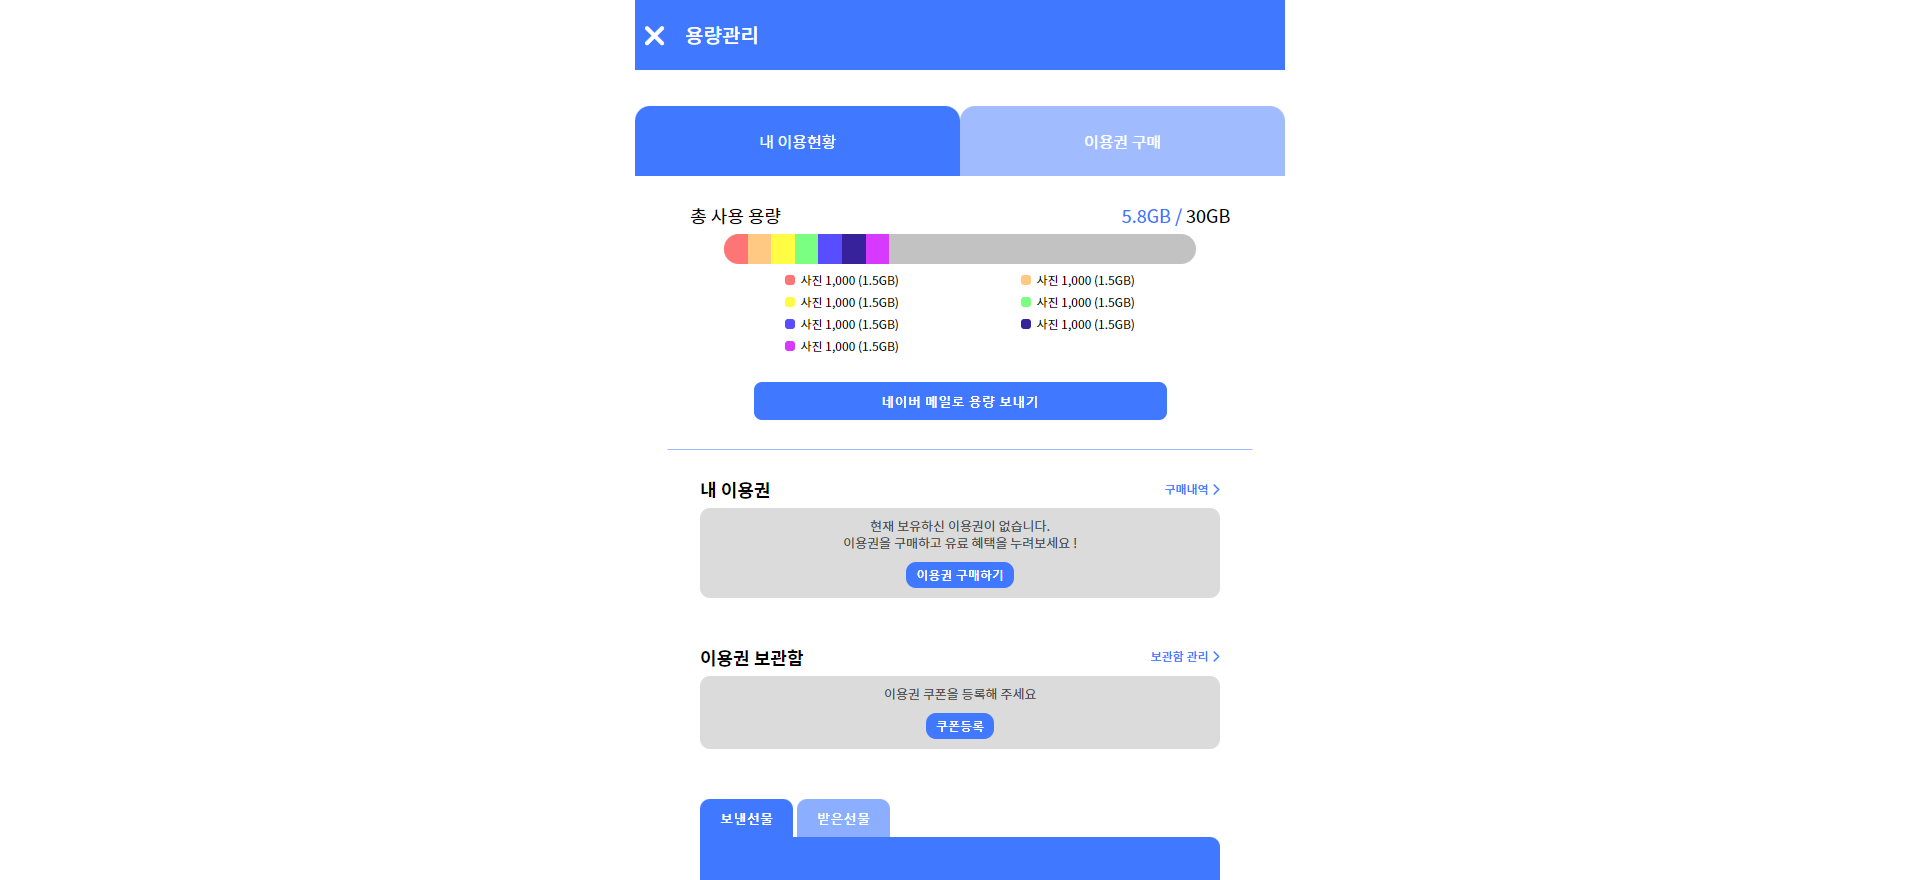 용량관리
내 이용현황
이용권 구매
총 사용 용량
5.8GB / 30GB
사진 1,000 (1.5GB)
사진 1,000 (1.5GB)
사진 1,000 (1.5GB)
사진 1,000 (1.5GB)
사진 1,000 (1.5GB)
사진 1,000 (1.5GB)
사진 1,000 (1.5GB)
네이버 메일로 용량 보내기
내 이용권
구매내역
현재 보유하신 이용권이 없습니다.
이용권을 구매하고 유료 혜택을 누려보세요 !
이용권 구매하기
이용권 보관함
보관함 관리
이용권 쿠폰을 등록해 주세요
쿠폰등록
보낸선물
받은선물